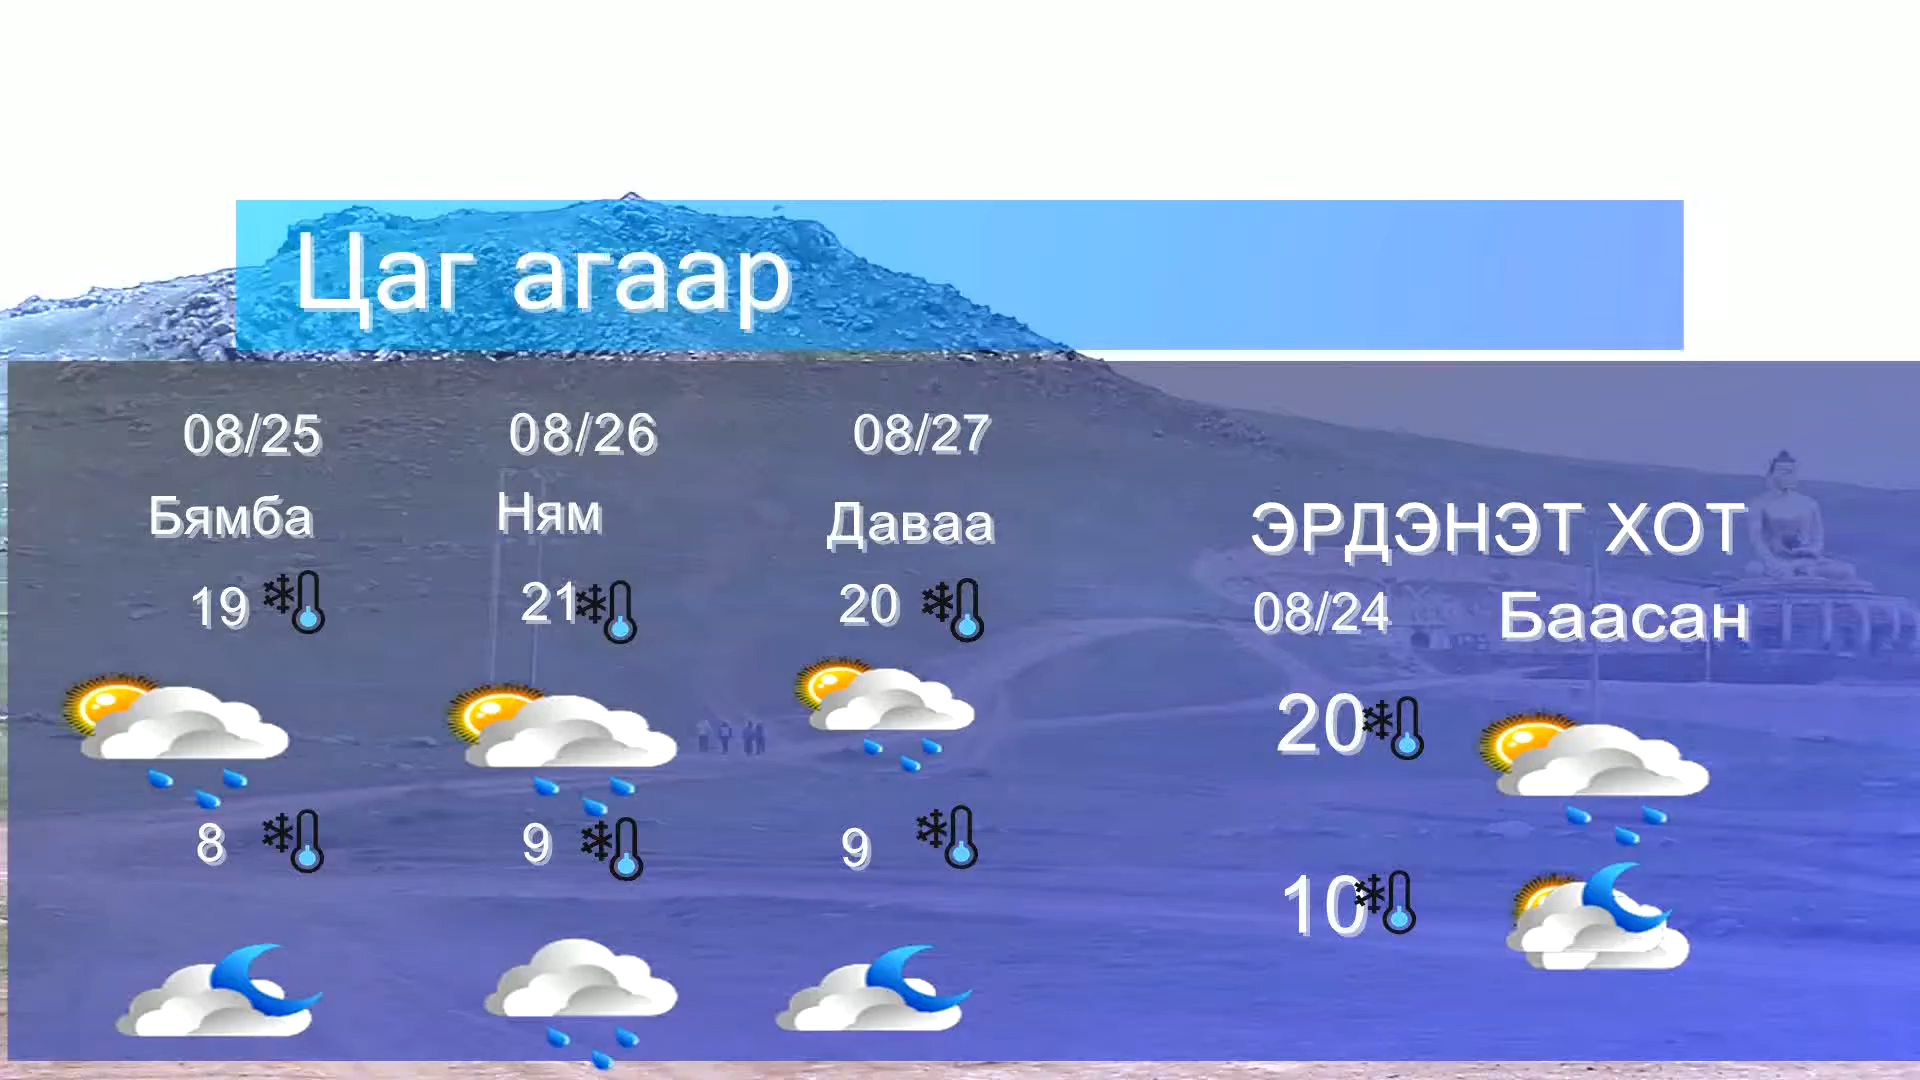 Цаг агаар
08/25 08/26 08/27
Бямба Ням Даваа
19 21 20
8 9 9
ЭРДЭНЭТ ХОТ
08/24 Баасан
20
10